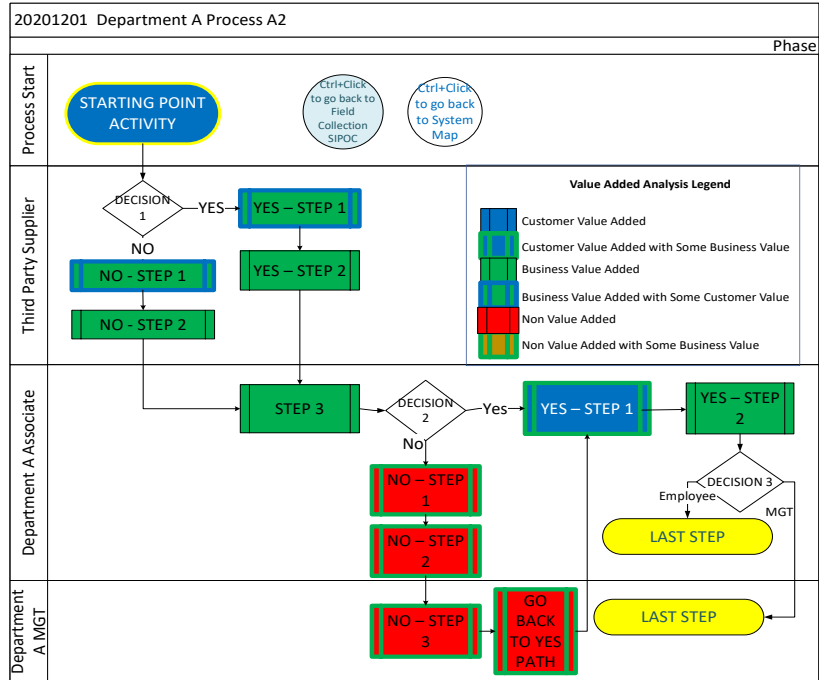 20201201  Department A Process A2
Phase
Process Start
STARTING POINT
ACTIVITY
Ctrl+Click
to go back to
Field
Collection
SIPOC
Ctrl+Click
to go back
to System
Map
Third Party Supplier
DECISION
1
YES
NO
YES – STEP 1
NO - STEP 1
YES – STEP 2
NO - STEP 2
Value Added Analysis Legend
Customer Value Added
Customer Value Added with Some Business Value
Business Value Added
Business Value Added with Some Customer Value
Non Value Added
Non Value Added with Some Business Value
Department A Associate
STEP 3
DECISION
2
Yes
No
YES – STEP 1
YES – STEP
2
NO – STEP
1
NO – STEP
2
DECISION 3
Employee
MGT
LAST STEP
Department
A MGT
NO – STEP
3
GO
BACK
TO YES
PATH
LAST STEP